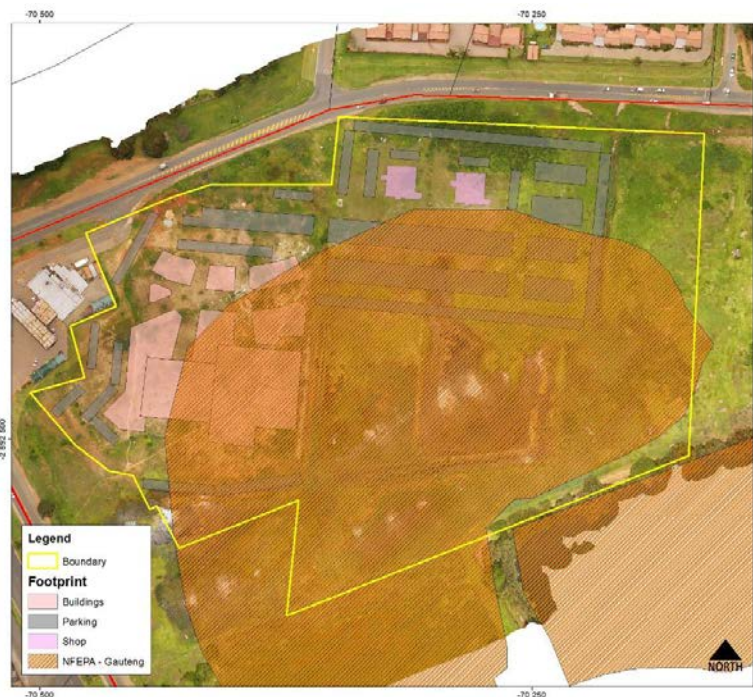 -70 500
-70 250
-2 892 500
Legend
Boundary
Footprint
Buildings
Parking
Shop
NFEPA - Gauteng
NORTH
-70 500
-70 250